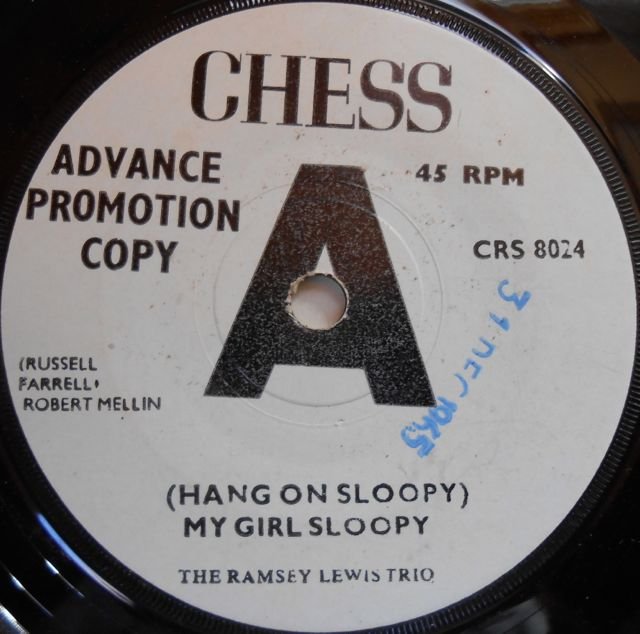 CHESS
ADVANCE
PROMOTION
COPY
A
45 RPM
CRS 8024
31 DEC 1965
(RUSSELL
FARRELL)
ROBERT MELLIN
(HANG ON SLOOPY)
MY GIRL SLOOPY
THE RAMSEY LEWIS TRIO